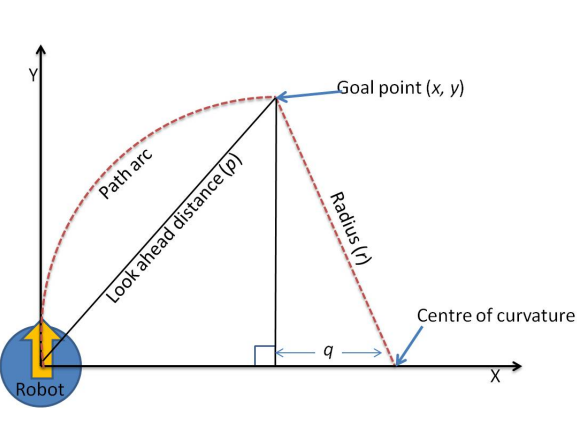 Y
Goal point (x, y)
Path arc
Look ahead distance (p)
Radius (r)
Centre of curvature
q
X
Robot